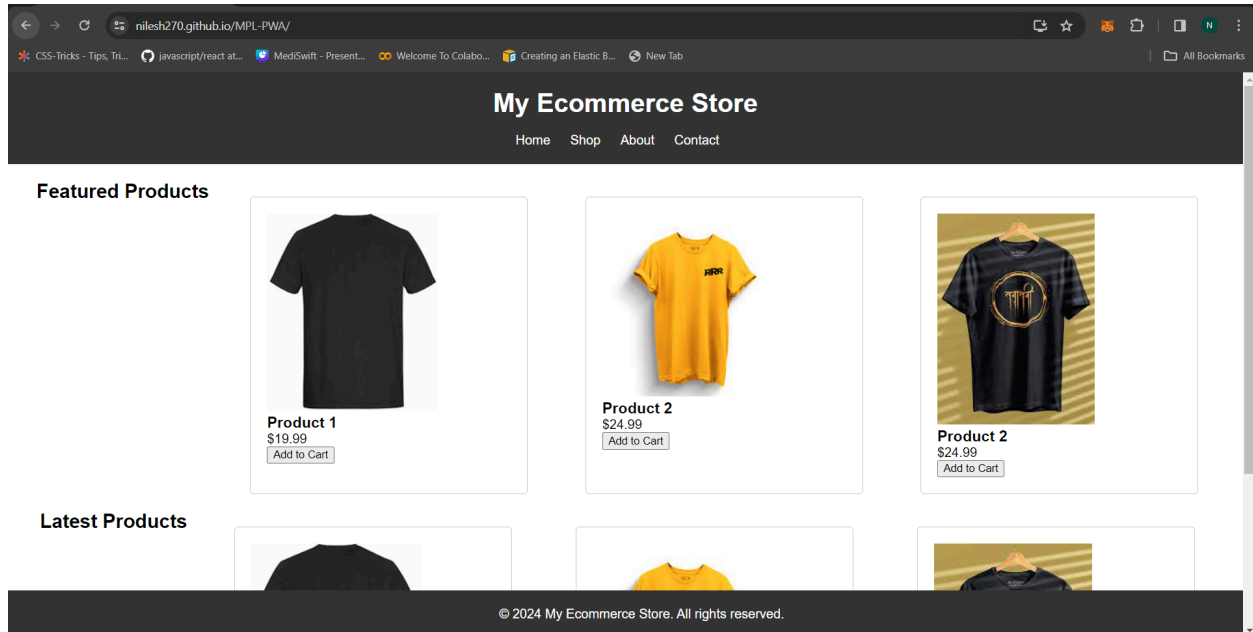 nilesh270.github.io/MPL-PWA/
N
CSS-Tricks - Tips, Tri... javascript/react at... MediSwift - Present... Welcome To Colabo... Creating an Elastic B... New Tab All Bookmarks
My Ecommerce Store
Home Shop About Contact
Featured Products
RRR
Product 1
$19.99
Add to Cart
Product 2
$24.99
Add to Cart
Product 2
$24.99
Add to Cart
Latest Products
© 2024 My Ecommerce Store. All rights reserved.